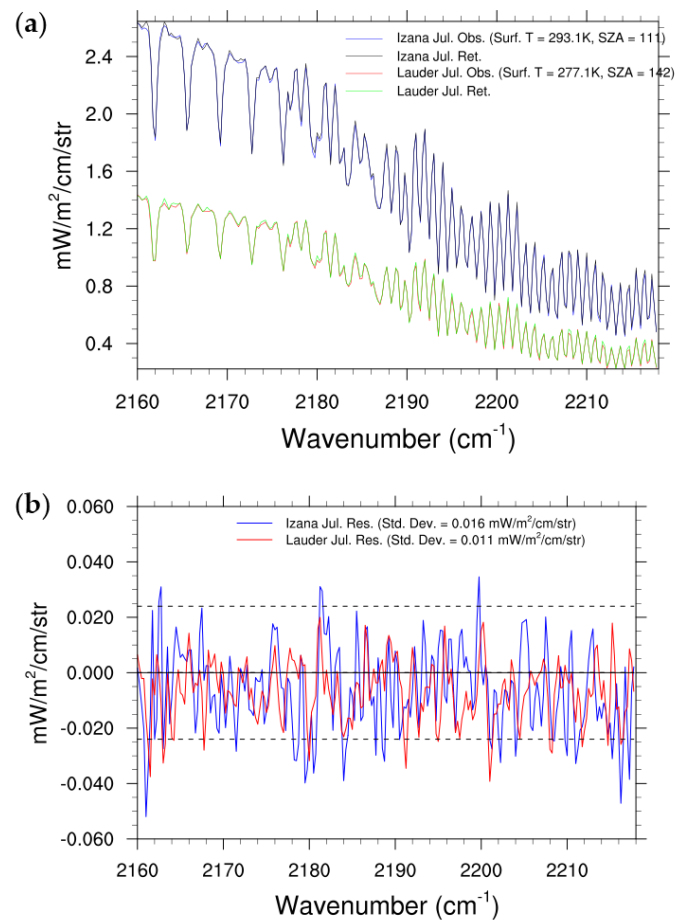 (a)
Izana Jul. Obs. (Surf. T = 293.1K, SZA = 111)
Izana Jul. Ret.
Lauder Jul. Obs. (Surf. T = 277.1K, SZA = 142)
Lauder Jul. Ret.
mW/m²/cm/str
2.4
2.0
1.6
1.2
0.8
0.4
2160 2170 2180 2190 2200 2210
Wavenumber (cm⁻¹)
(b)
Izana Jul. Res. (Std. Dev. = 0.016 mW/m²/cm/str)
Lauder Jul. Res. (Std. Dev. = 0.011 mW/m²/cm/str)
mW/m²/cm/str
0.060
0.040
0.020
0.000
-0.020
-0.040
-0.060
2160 2170 2180 2190 2200 2210
Wavenumber (cm⁻¹)